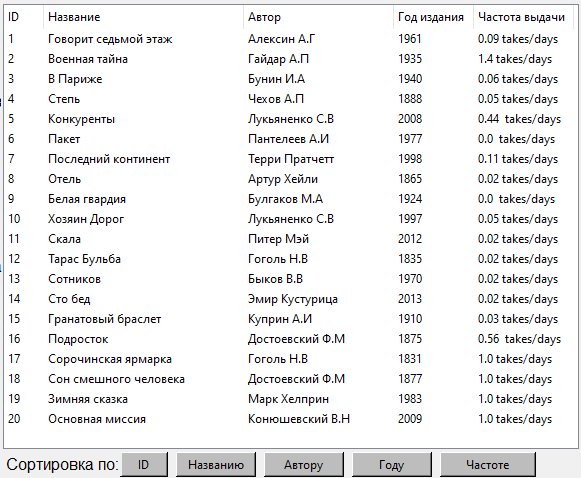 ID Название Автор Год издания Частота выдачи
1 Говорит седьмой этаж Алексин А.Г 1961 0.09 takes/days
2 Военная тайна Гайдар А.П 1935 1.4 takes/days
3 В Париже Бунин И.А 1940 0.06 takes/days
4 Степь Чехов А.П 1888 0.05 takes/days
5 Конкуренты Лукьяненко С.В 2008 0.44 takes/days
6 Пакет Пантелеев А.И 1977 0.0 takes/days
7 Последний континент Терри Пратчетт 1998 0.11 takes/days
8 Отель Артур Хейли 1865 0.02 takes/days
9 Белая гвардия Булгаков М.А 1924 0.0 takes/days
10 Хозяин Дорог Лукьяненко С.В 1997 0.05 takes/days
11 Скала Питер Мэй 2012 0.02 takes/days
12 Тарас Бульба Гоголь Н.В 1835 0.02 takes/days
13 Сотников Быков В.В 1970 0.02 takes/days
14 Сто бед Эмир Кустурица 2013 0.02 takes/days
15 Гранатовый браслет Куприн А.И 1910 0.03 takes/days
16 Подросток Достоевский Ф.М 1875 0.56 takes/days
17 Сорочинская ярмарка Гоголь Н.В 1831 1.0 takes/days
18 Сон смешного человека Достоевский Ф.М 1877 1.0 takes/days
19 Зимняя сказка Марк Хелприн 1983 1.0 takes/days
20 Основная миссия Конюшевский В.Н 2009 1.0 takes/days
Сортировка по: ID Названию Автору Году Частоте